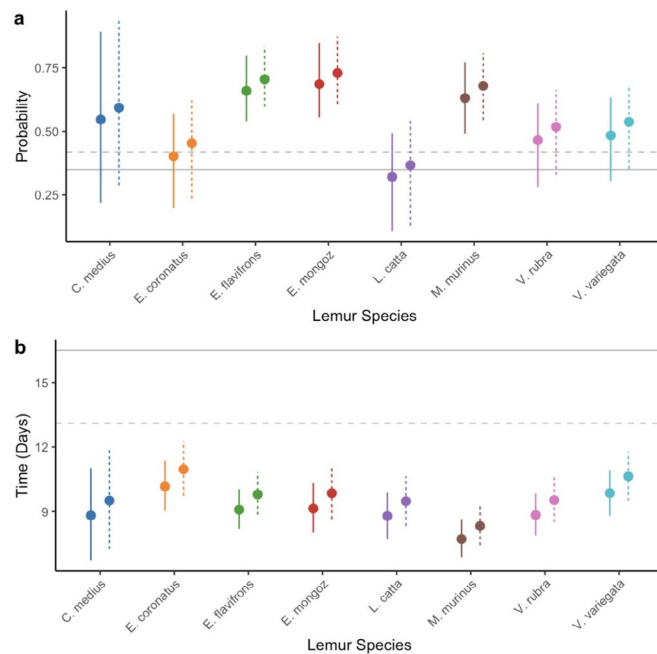 a
0.75
0.50
0.25
Probability
C. medius
E. coronatus
E. flavifrons
E. mongoz
L. catta
M. murinus
V. rubra
V. variegata
Lemur Species
b
15
12
9
Time (Days)
C. medius
E. coronatus
E. flavifrons
E. mongoz
L. catta
M. murinus
V. rubra
V. variegata
Lemur Species